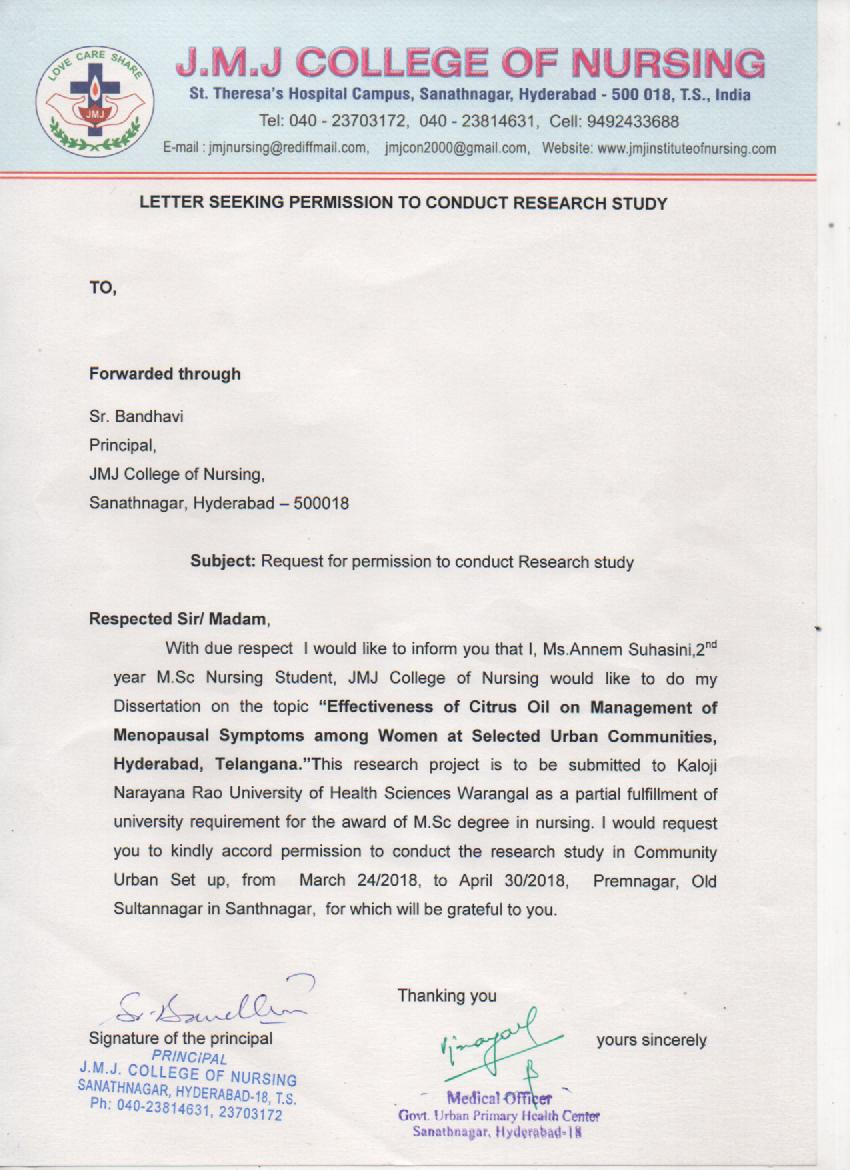 LOVE CARE SHARE
JMJ
J.M.J COLLEGE OF NURSING
St. Theresa's Hospital Campus, Sanathnagar, Hyderabad - 500 018, T.S., India
Tel: 040 - 23703172, 040 - 23814631, Cell: 9492433688
E-mail : jmjnursing@rediffmail.com, jmjcon2000@gmail.com, Website: www.jmjinstituteofnursing.com
LETTER SEEKING PERMISSION TO CONDUCT RESEARCH STUDY
TO,
Forwarded through
Sr. Bandhavi
Principal,
JMJ College of Nursing,
Sanathnagar, Hyderabad – 500018
Subject: Request for permission to conduct Research study
Respected Sir/ Madam,
With due respect I would like to inform you that I, Ms.Annem Suhasini,2nd
year M.Sc Nursing Student, JMJ College of Nursing would like to do my
Dissertation on the topic “Effectiveness of Citrus Oil on Management of
Menopausal Symptoms among Women at Selected Urban Communities,
Hyderabad, Telangana.”This research project is to be submitted to Kaloji
Narayana Rao University of Health Sciences Warangal as a partial fulfillment of
university requirement for the award of M.Sc degree in nursing. I would request
you to kindly accord permission to conduct the research study in Community
Urban Set up, from March 24/2018, to April 30/2018, Premnagar, Old
Sultannagar in Santhnagar, for which will be grateful to you.
Thanking you
Signature of the principal
yours sincerely
PRINCIPAL
J.M.J. COLLEGE OF NURSING
SANATHNAGAR, HYDERABAD-18, T.S.
Ph: 040-23814631, 23703172
Medical Officer
Govt. Urban Primary Health Center
Sanathnagar, Hyderabad-18